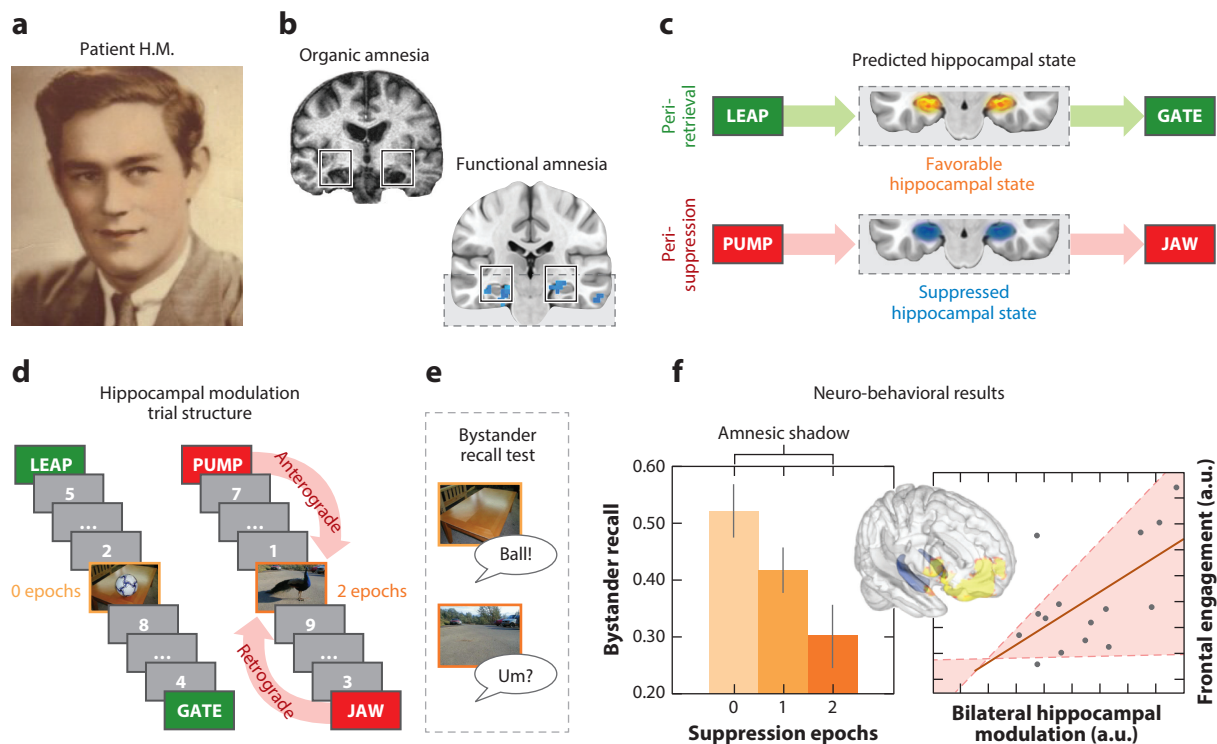 a
Patient H.M.
b
Organic amnesia
Functional amnesia
c
Predicted hippocampal state
Peri-
retrieval
LEAP
GATE
Favorable
hippocampal state
Peri-
suppression
PUMP
JAW
Suppressed
hippocampal state
d
Hippocampal modulation
trial structure
LEAP
5
...
2
0 epochs
8
...
4
GATE
PUMP
7
...
1
Anterograde
2 epochs
9
...
3
JAW
Retrograde
e
Bystander
recall test
Ball!
Um?
f
Neuro-behavioral results
Amnesic shadow
Bystander recall
0.60
0.50
0.40
0.30
0.20
0 1 2
Suppression epochs
Frontal engagement (a.u.)
Bilateral hippocampal
modulation (a.u.)